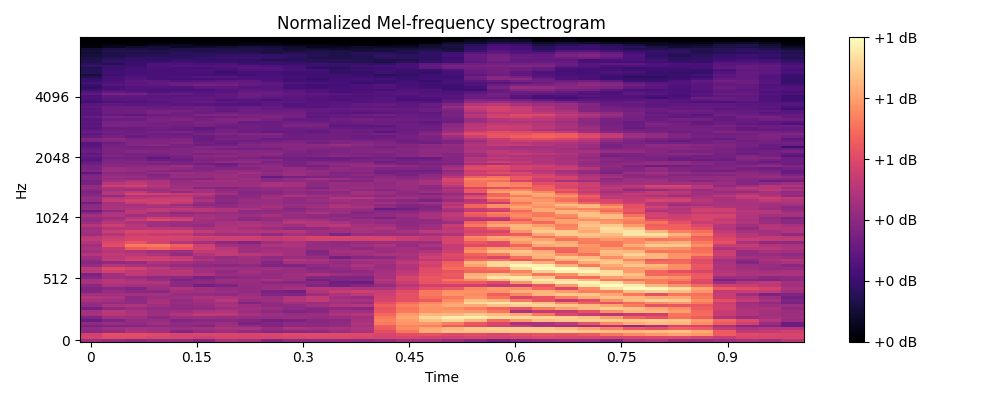 Normalized Mel-frequency spectrogram
Hz
4096
2048
1024
512
0
0 0.15 0.3 0.45 0.6 0.75 0.9
Time
+1 dB
+1 dB
+1 dB
+0 dB
+0 dB
+0 dB